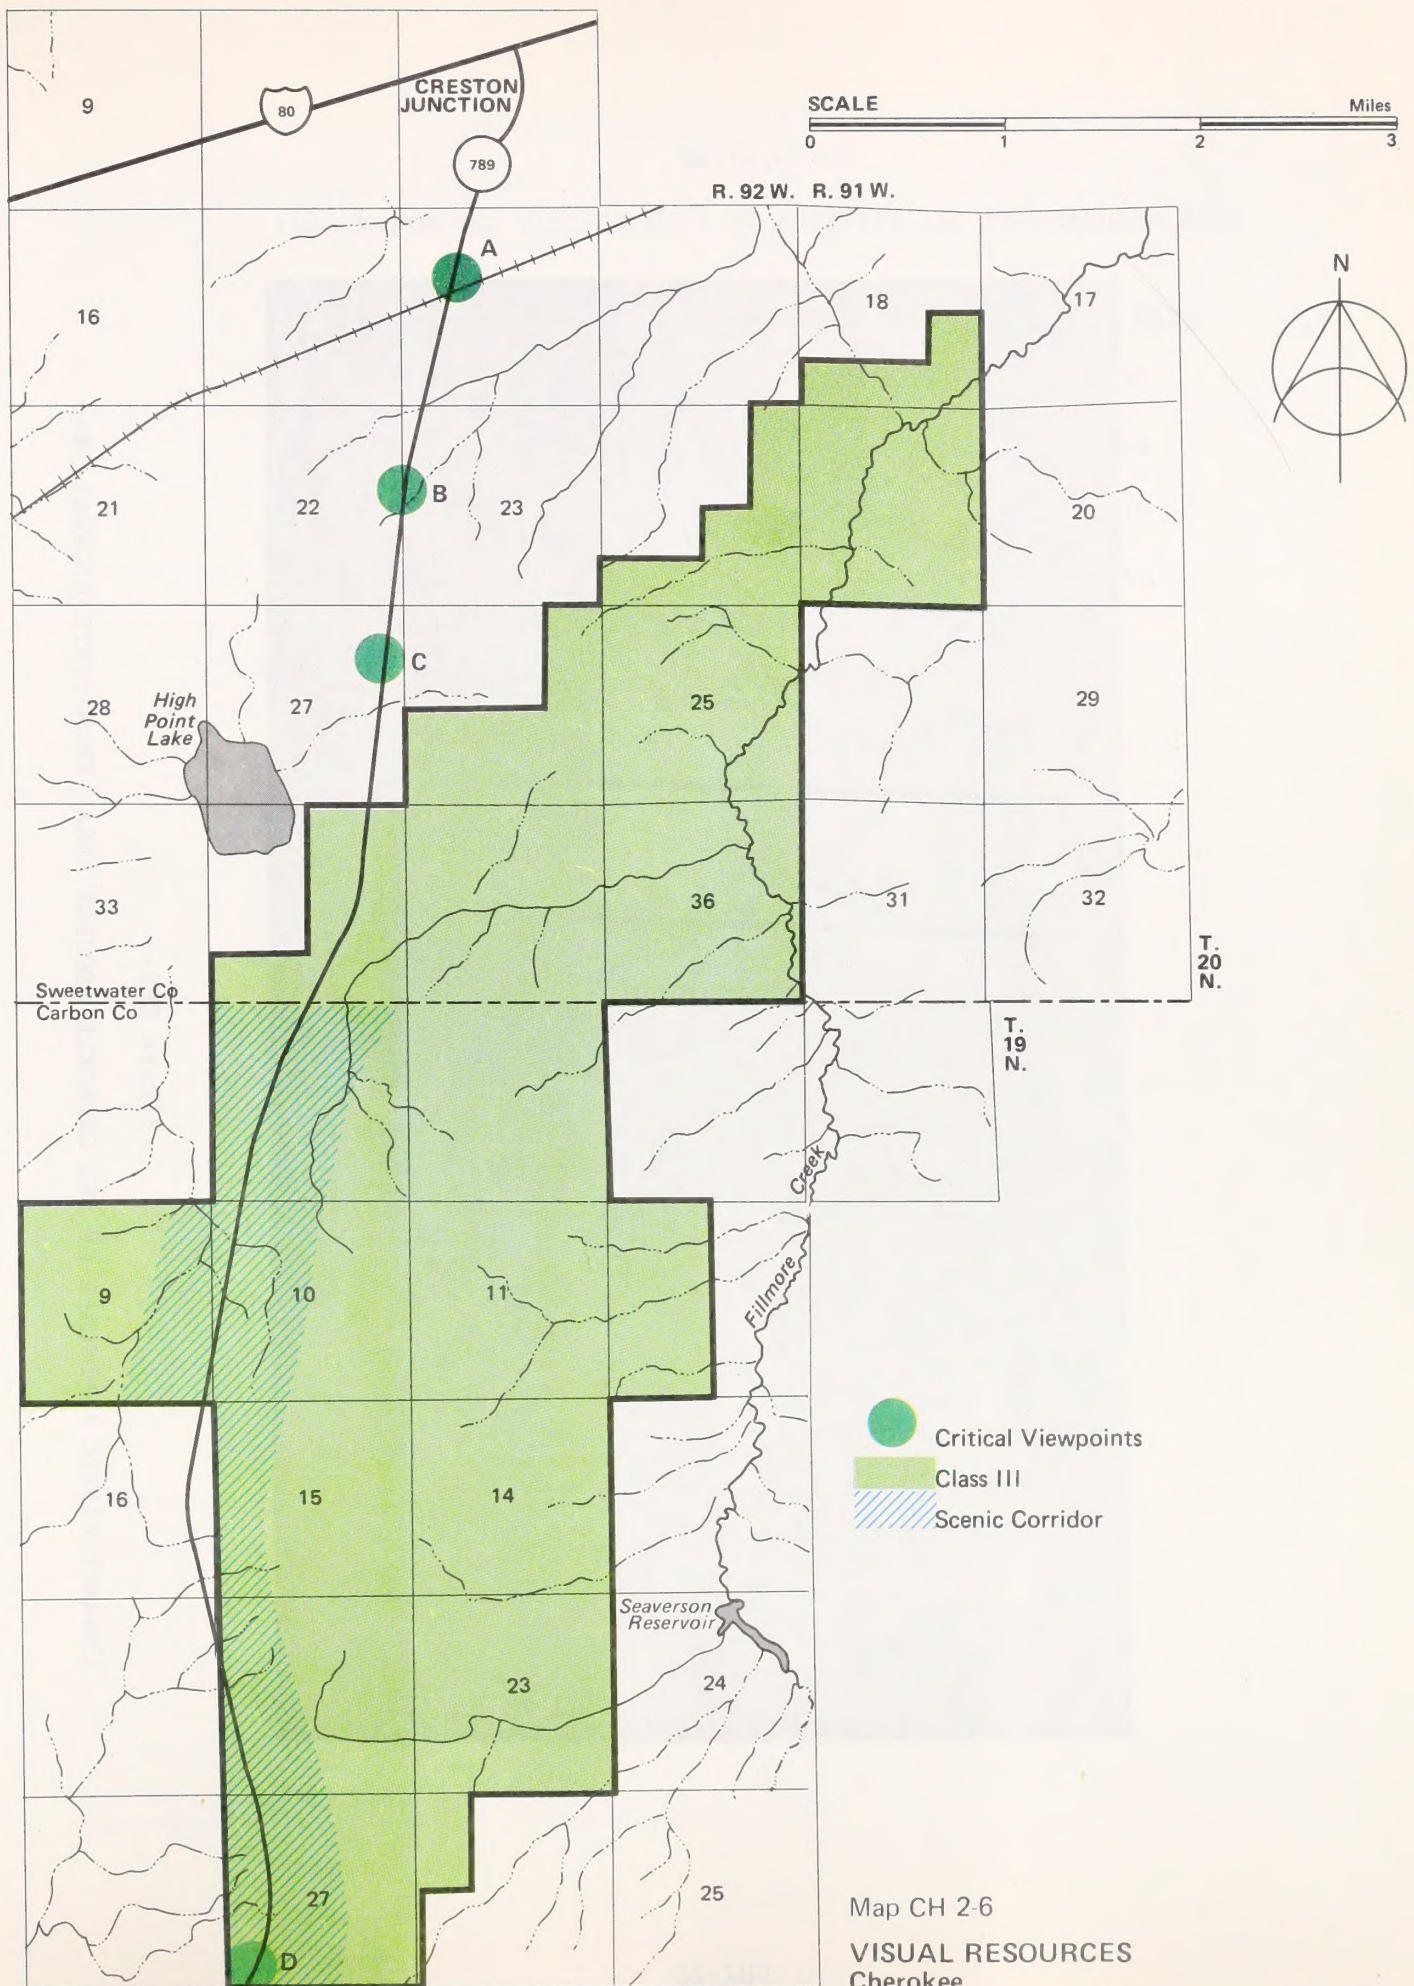 CRESTON
JUNCTION
9
80
789
SCALE
Miles
0 1 2 3
R. 92 W. R. 91 W.
A
N
16
18
17
21
22
B
23
20
C
28
High
Point
Lake
27
25
29
33
36
31
32
T.
20
N.
Sweetwater Co
Carbon Co
T.
19
N.
Creek
Fillmore
9
10
11
Critical Viewpoints
Class III
Scenic Corridor
16
15
14
Seaverson
Reservoir
23
24
27
25
D
Map CH 2-6
VISUAL RESOURCES
Cherokee